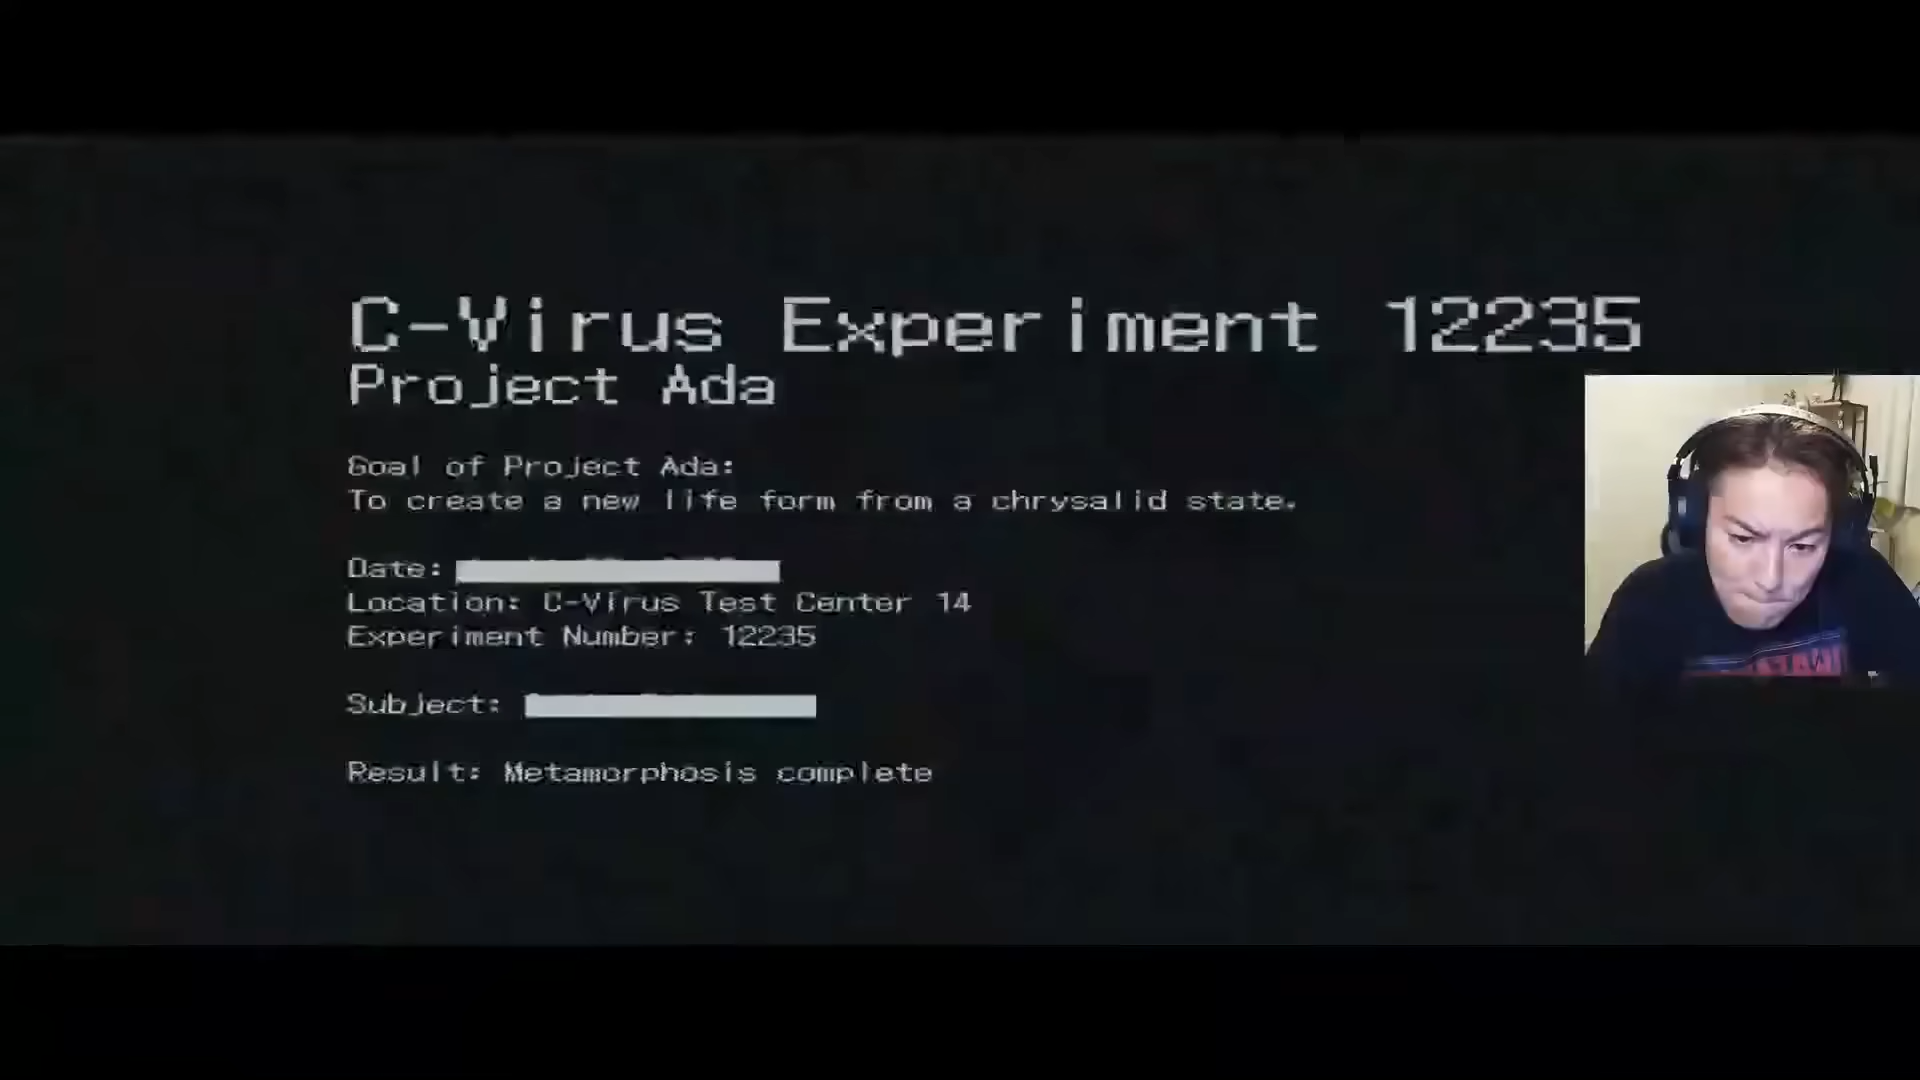 C-Virus Experiment 12235
Project Ada
Goal of Project Ada:
To create a new life form from a chrysalid state.
Date:
Location: C-Virus Test Center 14
Experiment Number: 12235
Subject:
Result: Metamorphosis complete